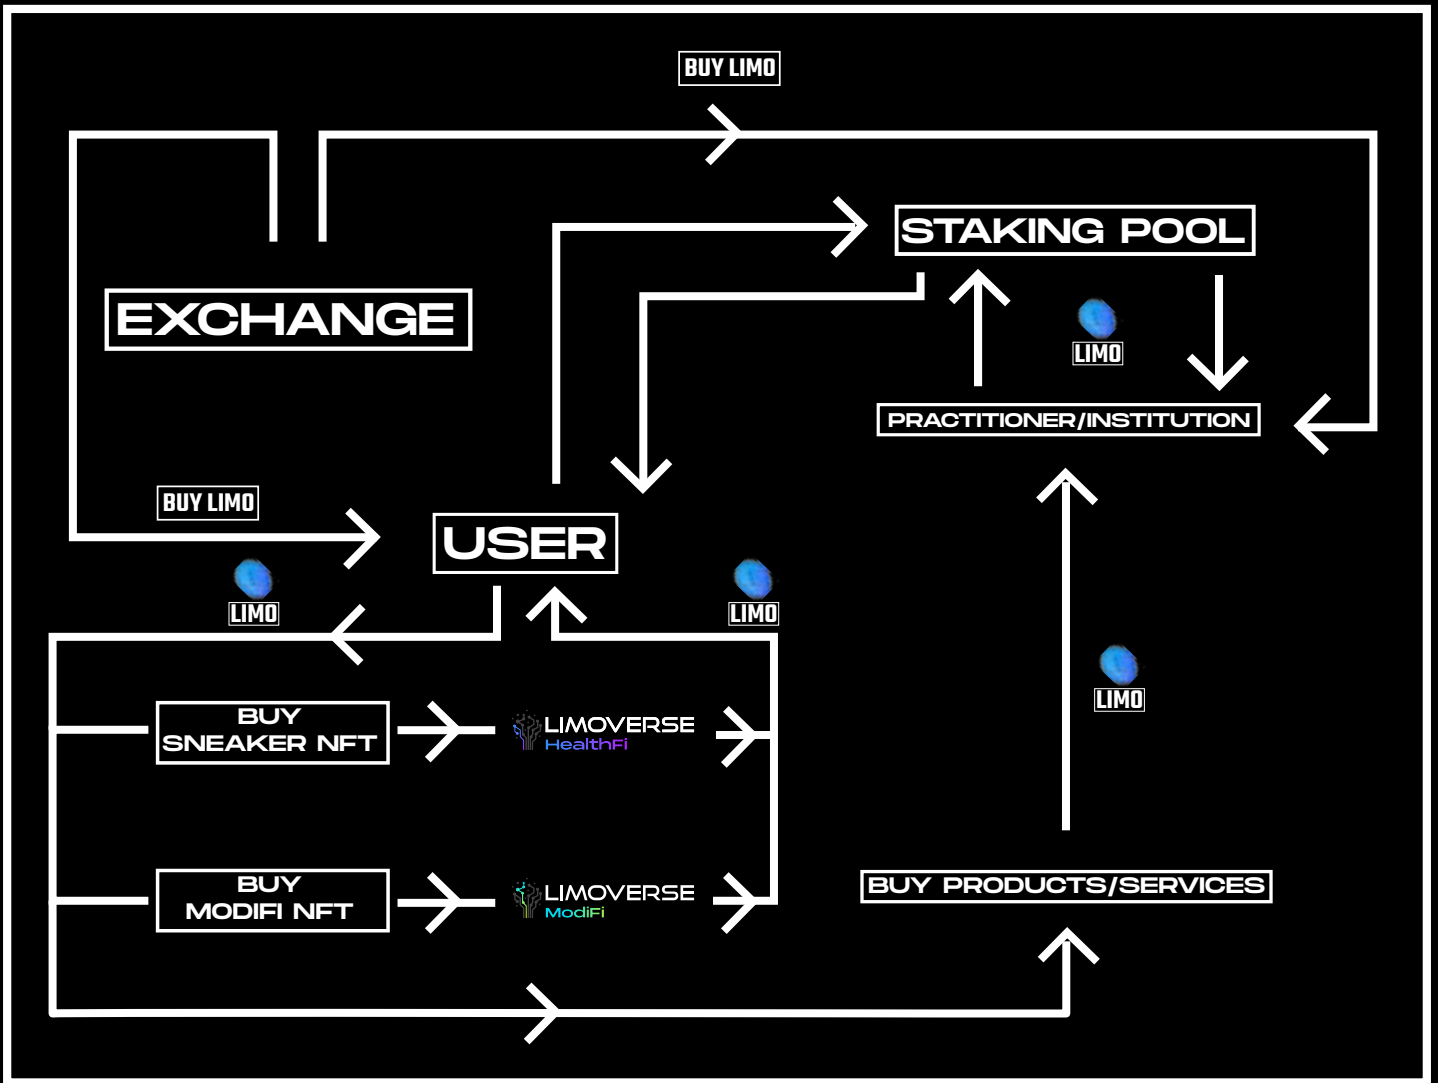 BUY LIMO
STAKING POOL
EXCHANGE
LIMO
PRACTITIONER/INSTITUTION
BUY LIMO
USER
LIMO
LIMO
LIMO
BUY
SNEAKER NFT
LIMOVERSE
HealthFi
BUY
MODIFI NFT
LIMOVERSE
ModiFi
BUY PRODUCTS/SERVICES